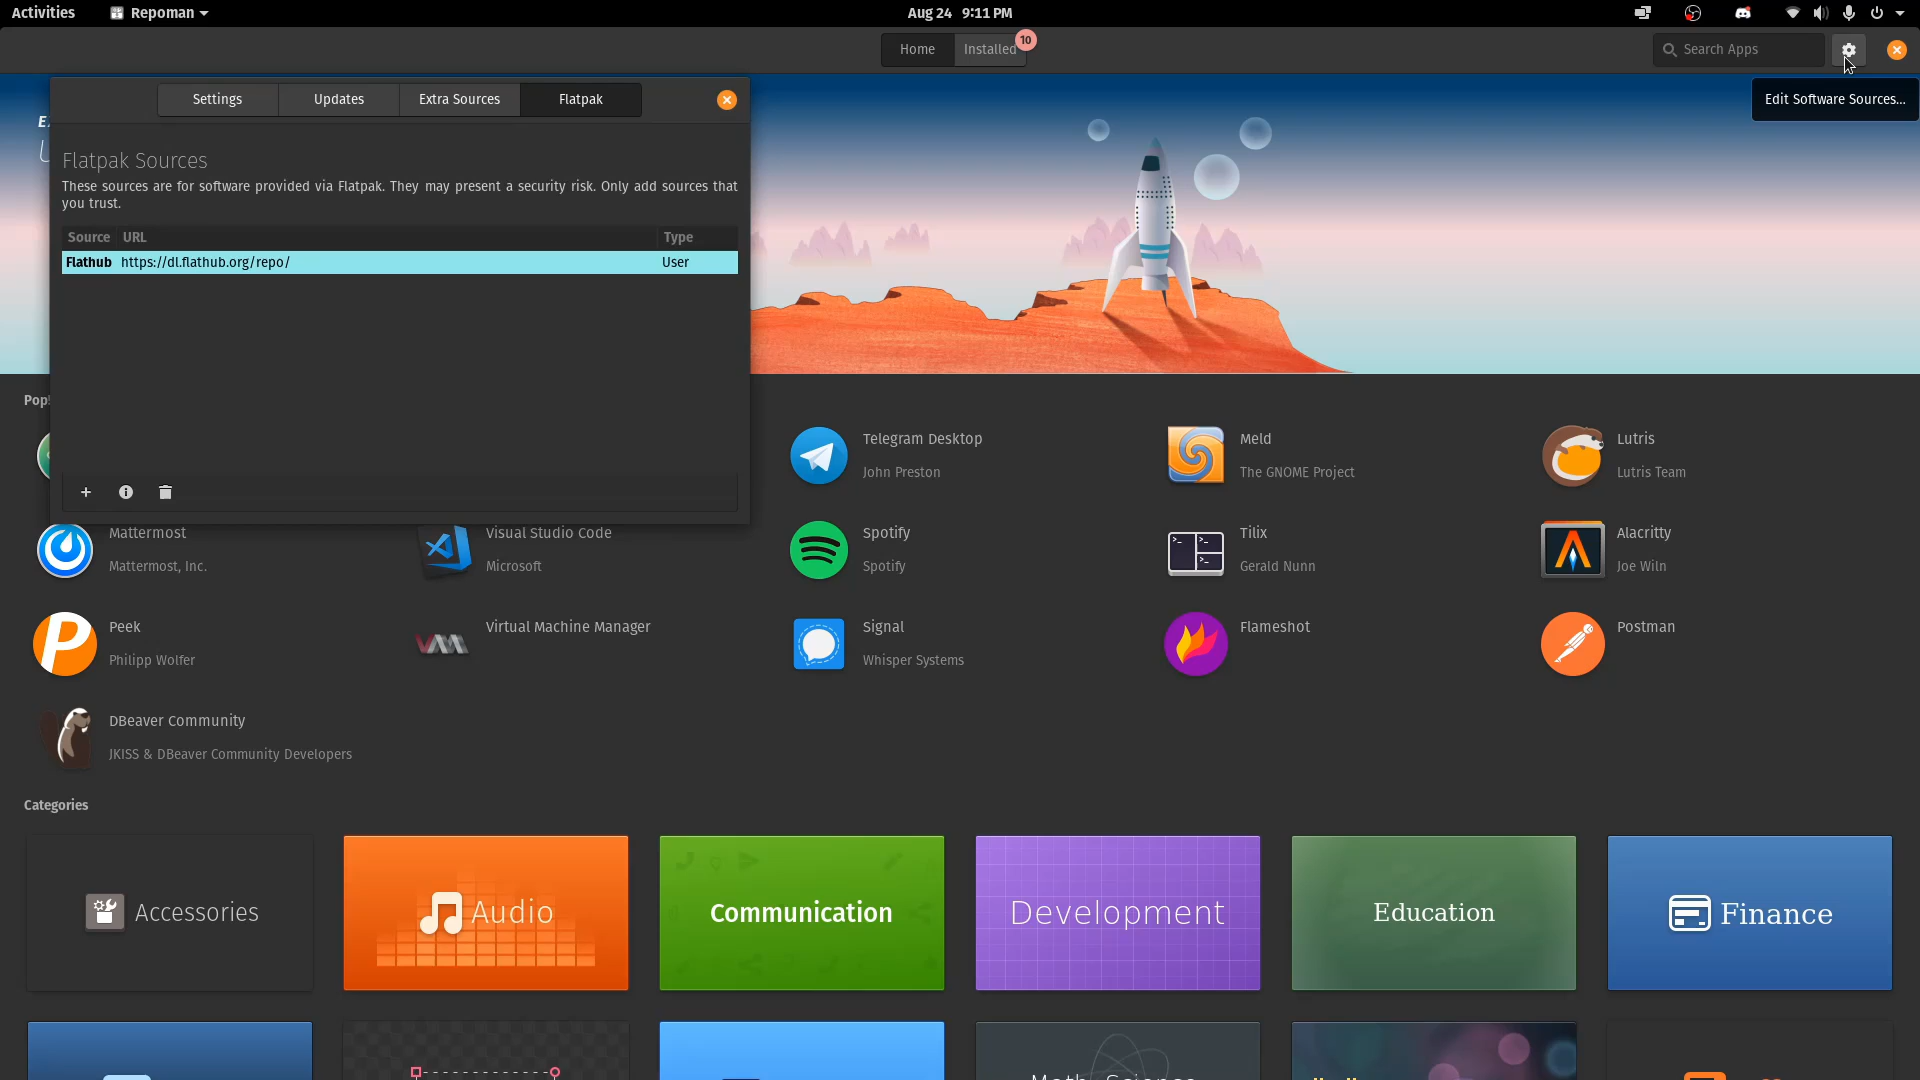 Activities
Repoman
Aug 24 9:11 PM
Home
Installed
10
Search Apps
Edit Software Sources...
Settings
Updates
Extra Sources
Flatpak
Flatpak Sources
These sources are for software provided via Flatpak. They may present a security risk. Only add sources that
you trust.
Source URL Type
Flathub https://dl.flathub.org/repo/ User
Pop!
Telegram Desktop
John Preston
Meld
The GNOME Project
Lutris
Lutris Team
Mattermost
Mattermost, Inc.
Visual Studio Code
Microsoft
Spotify
Spotify
Tilix
Gerald Nunn
Alacritty
Joe Wiln
Peek
Philipp Wolfer
Virtual Machine Manager
Signal
Whisper Systems
Flameshot
Postman
DBeaver Community
JKISS & DBeaver Community Developers
Categories
Accessories
Audio
Communication
Development
Education
Finance